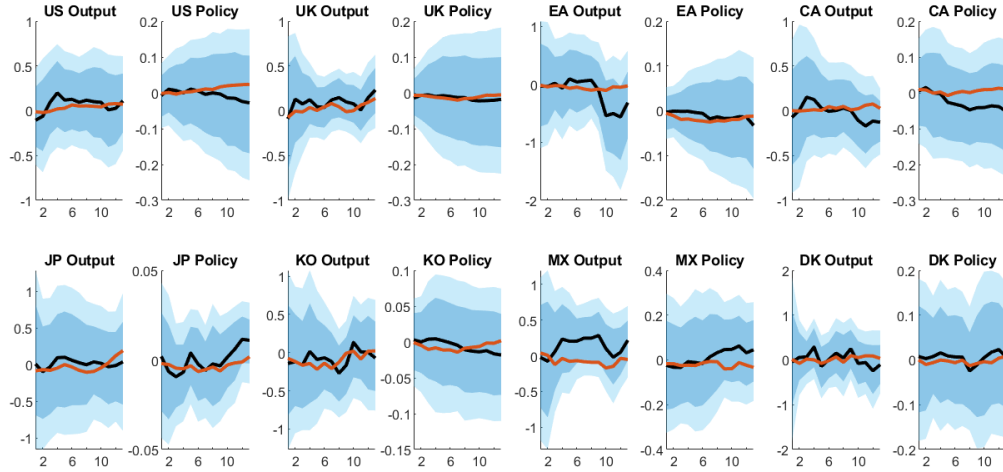 US Output US Policy UK Output UK Policy EA Output EA Policy CA Output CA Policy
1 0.2 1 0.2 1 0.2 1 0.2
0.5 0.1 0.5 0.1 0 0.1 0.5 0.1
0 0 0 0 -1 0 0 0
-0.5 -0.1 -0.5 -0.1 -2 -0.1 -0.5 -0.1
-1 -0.2 -1 -0.2 -0.2 -1 -0.2
-0.3 -0.3 -0.3
2 6 10 2 6 10 2 6 10 2 6 10 2 6 10 2 6 10 2 6 10 2 6 10
JP Output JP Policy KO Output KO Policy MX Output MX Policy DK Output DK Policy
1 0.05 1 0.1 1 0.4 2 0.2
0.5 0 0.5 0.05 0.5 0.2 1 0.1
0 -0.05 0 0 0 0 0 0
-0.5 -0.5 -0.05 -0.5 -0.2 -1 -0.1
-1 -1 -0.1 -1 -0.4 -2 -0.2
-0.15
2 6 10 2 6 10 2 6 10 2 6 10 2 6 10 2 6 10 2 6 10 2 6 10